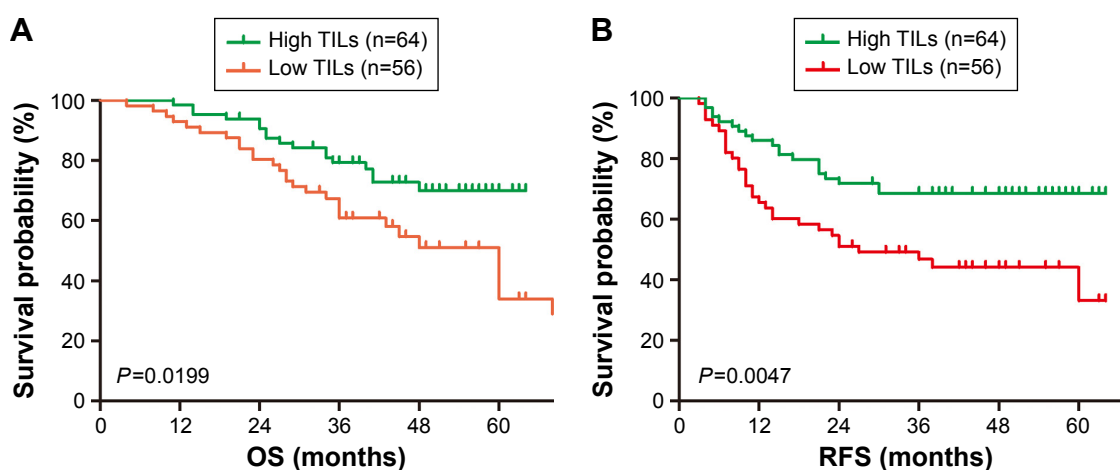 A
High TILs (n=64)
Low TILs (n=56)
Survival probability (%)
100
80
60
40
20
0
P=0.0199
0 12 24 36 48 60
OS (months)
B
High TILs (n=64)
Low TILs (n=56)
Survival probability (%)
100
80
60
40
20
0
P=0.0047
0 12 24 36 48 60
RFS (months)